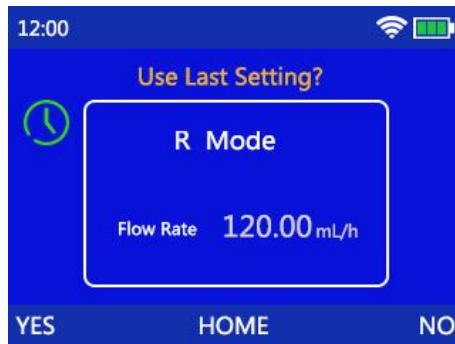 12:00
Use Last Setting?
R Mode
Flow Rate 120.00 mL/h
YES HOME NO